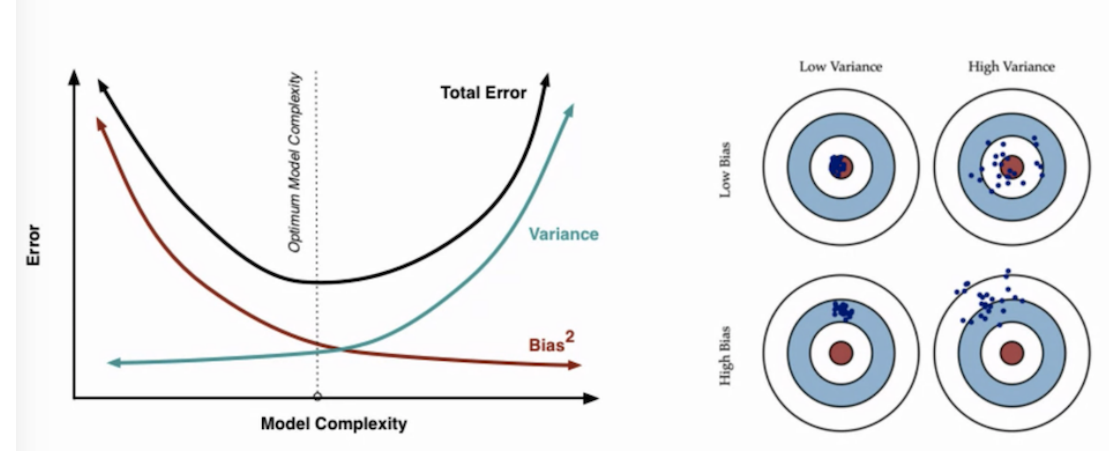 Low Variance
High Variance
Total Error
Optimum Model Complexity
Error
Variance
Bias²
Model Complexity
Low Bias
High Bias